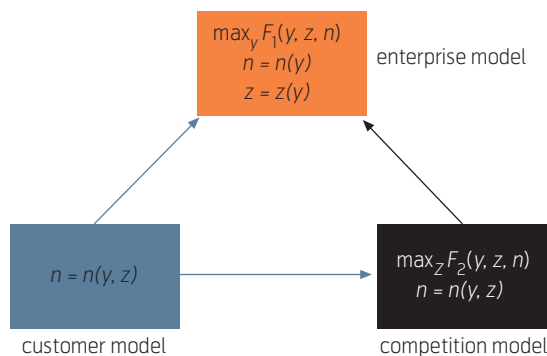 max_y F_1(y, z, n)
n = n(y)
z = z(y)
enterprise model
n = n(y, z)
max_Z F_2(y, z, n)
n = n(y, z)
customer model
competition model